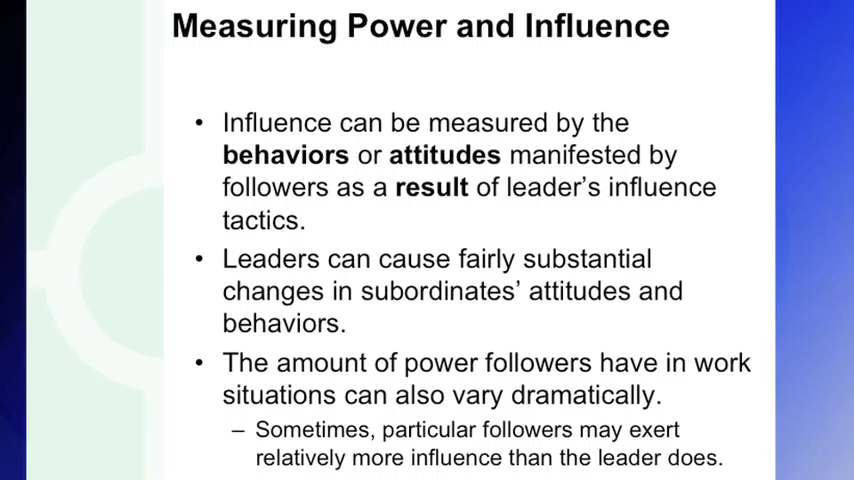 Measuring Power and Influence
• Influence can be measured by the
behaviors or attitudes manifested by
followers as a result of leader's influence
tactics.
• Leaders can cause fairly substantial
changes in subordinates' attitudes and
behaviors.
• The amount of power followers have in work
situations can also vary dramatically.
– Sometimes, particular followers may exert
relatively more influence than the leader does.